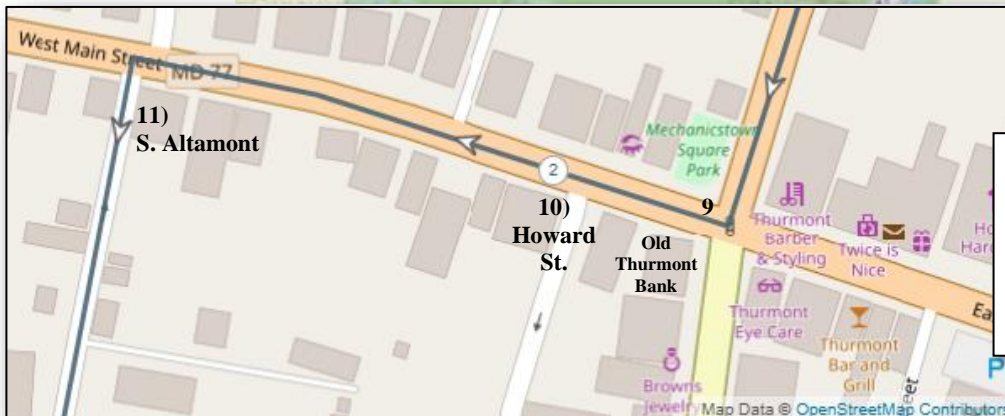 West Main Street
MD 77
11)
S. Altamont
2
10)
Howard
St.
9
Old
Thurmont
Bank
Mechanicstown
Square
Park
Thurmont
Barber
& Styling
Twice is
Nice
Thurmont
Eye Care
Thurmont
Bar and
Grill
Browns
Jewelry
P
Map Data © OpenStreetMap Contributors